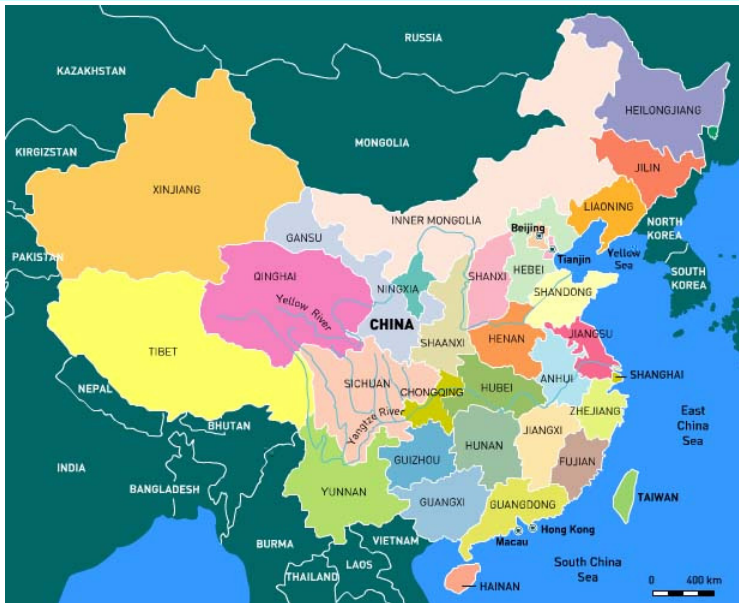 RUSSIA
KAZAKHSTAN
HEILONGJIANG
MONGOLIA
KIRGIZSTAN
JILIN
XINJIANG
LIAONING
INNER MONGOLIA
NORTH
KOREA
Beijing
GANSU
Tianjin
Yellow
Sea
PAKISTAN
QINGHAI
SHANXI
HEBEI
SOUTH
KOREA
NINGXIA
SHANDONG
Yellow River
CHINA
HENAN
JIANGSU
TIBET
SHAANXI
SHANGHAI
NEPAL
SICHUAN
CHONGQING
HUBEI
ANHUI
ZHEJIANG
East
China
Sea
BHUTAN
Yangtze River
JIANGXI
HUNAN
INDIA
GUIZHOU
FUJIAN
BANGLADESH
YUNNAN
GUANGXI
GUANGDONG
TAIWAN
Hong Kong
Macau
BURMA
VIETNAM
LAOS
South China
Sea
THAILAND
HAINAN
0 400 km